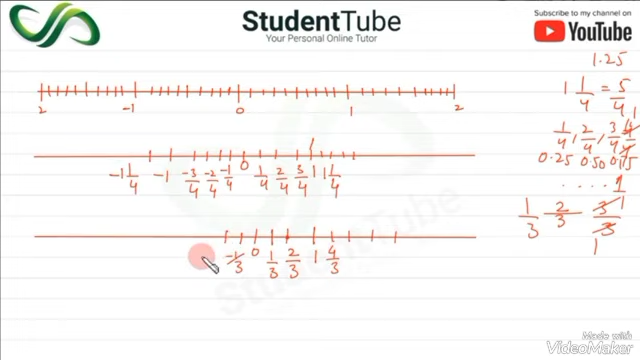 StudentTube
Your Personal Online Tutor
Subscribe to my channel on
YouTube
1.25
1 1/4 = 5/4
2 -1 0 1 2
1/4, 2/4, 3/4, 4/4 1
0.25 0.50
..... 1
-1 1/4 -1 -3/4 -2/4 -1/4 0 1/4 2/4 3/4 1 1 1/4
1/3 2/3 3/3 1
1
-1/3 0 1/3 2/3 1 4/3
StudentTube
MADE WITH
VideoMaker